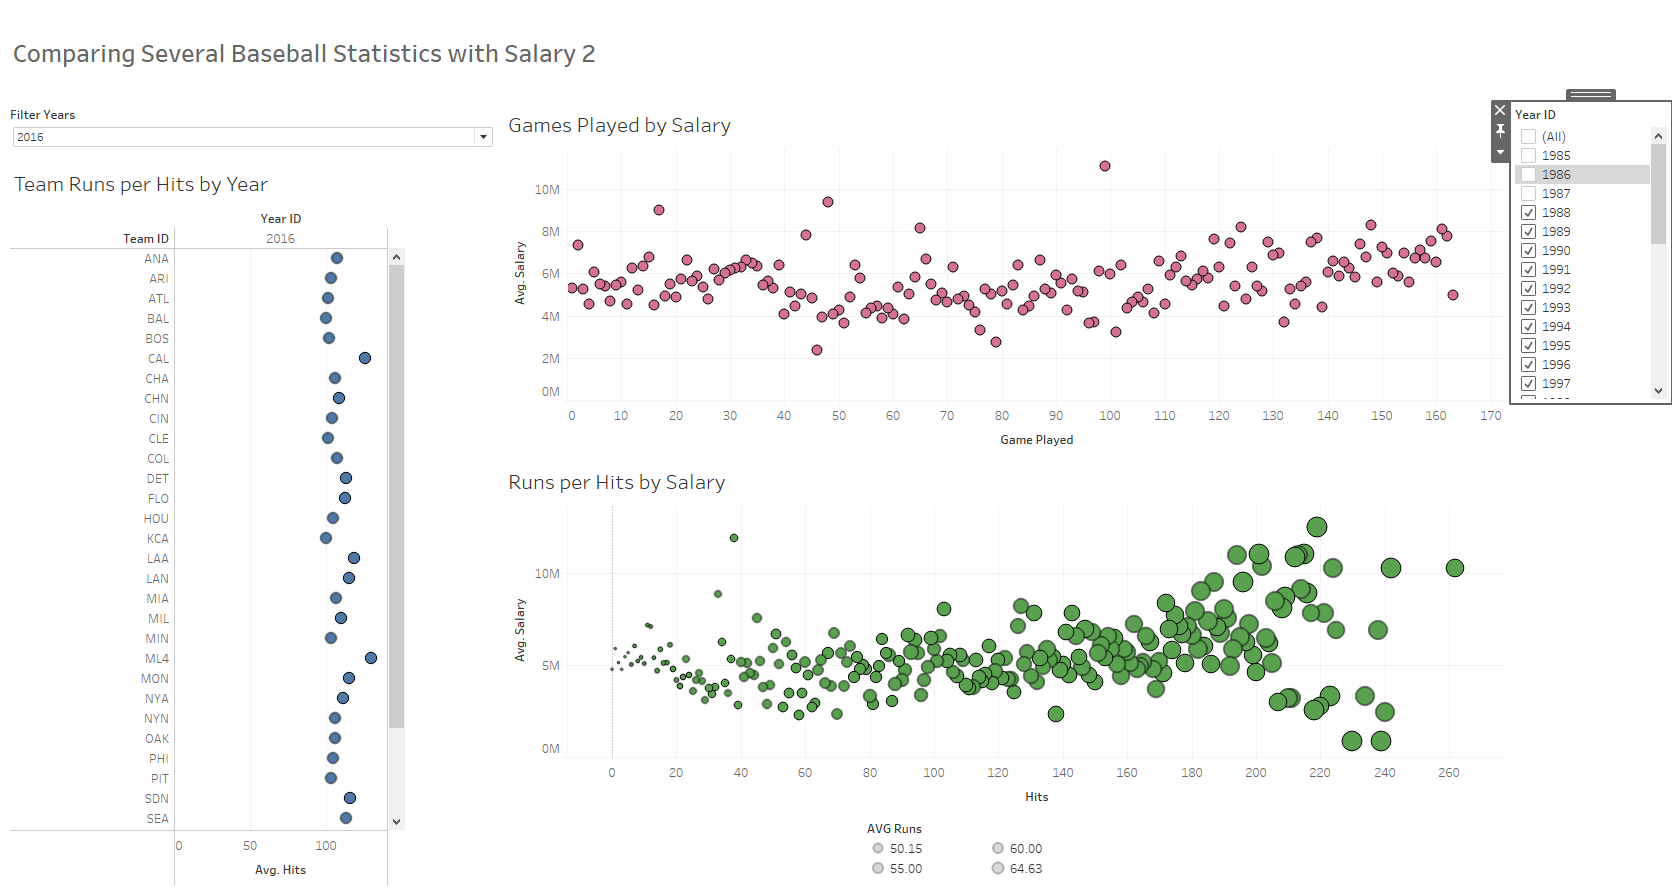 Comparing Several Baseball Statistics with Salary 2
Filter Years
2016
Team Runs per Hits by Year
Year ID
Team ID 2016
ANA
ARI
ATL
BAL
BOS
CAL
CHA
CHN
CIN
CLE
COL
DET
FLO
HOU
KCA
LAA
LAN
MIA
MIL
MIN
ML4
MON
NYA
NYN
OAK
PHI
PIT
SDN
SEA
0 50 100
Avg. Hits
Games Played by Salary
Avg. Salary
10M
8M
6M
4M
2M
0M
0 10 20 30 40 50 60 70 80 90 100 110 120 130 140 150 160 170
Game Played
Runs per Hits by Salary
Avg. Salary
10M
5M
0M
0 20 40 60 80 100 120 140 160 180 200 220 240 260
Hits
AVG Runs
50.15 60.00
55.00 64.63
Year ID
(All)
1985
1986
1987
1988
1989
1990
1991
1992
1993
1994
1995
1996
1997